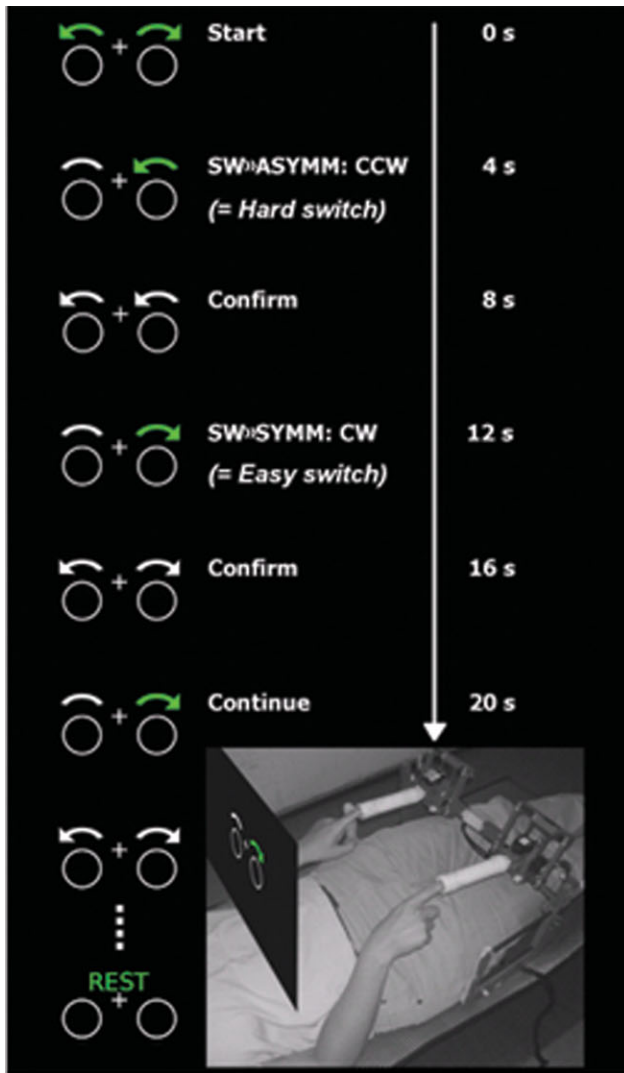 Start 0 s
SW»ASYMM: CCW 4 s
(= Hard switch)
Confirm 8 s
SW»SYMM: CW 12 s
(= Easy switch)
Confirm 16 s
Continue 20 s
REST